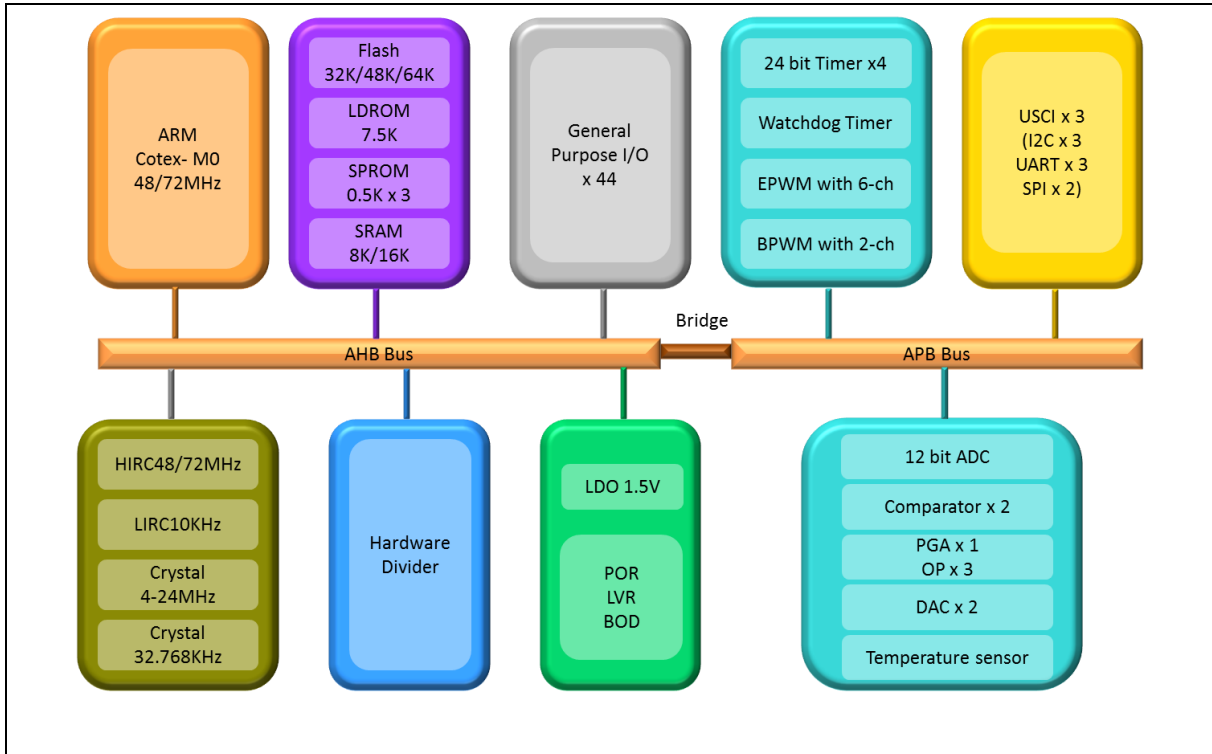 ARM
Cotex- M0
48/72MHz
Flash
32K/48K/64K
LDROM
7.5K
SPROM
0.5K x 3
SRAM
8K/16K
General
Purpose I/O
x 44
24 bit Timer x4
Watchdog Timer
EPWM with 6-ch
BPWM with 2-ch
USCI x 3
(I2C x 3
UART x 3
SPI x 2)
Bridge
AHB Bus
APB Bus
HIRC48/72MHz
LIRC10KHz
Crystal
4-24MHz
Crystal
32.768KHz
Hardware
Divider
LDO 1.5V
POR
LVR
BOD
12 bit ADC
Comparator x 2
PGA x 1
OP x 3
DAC x 2
Temperature sensor